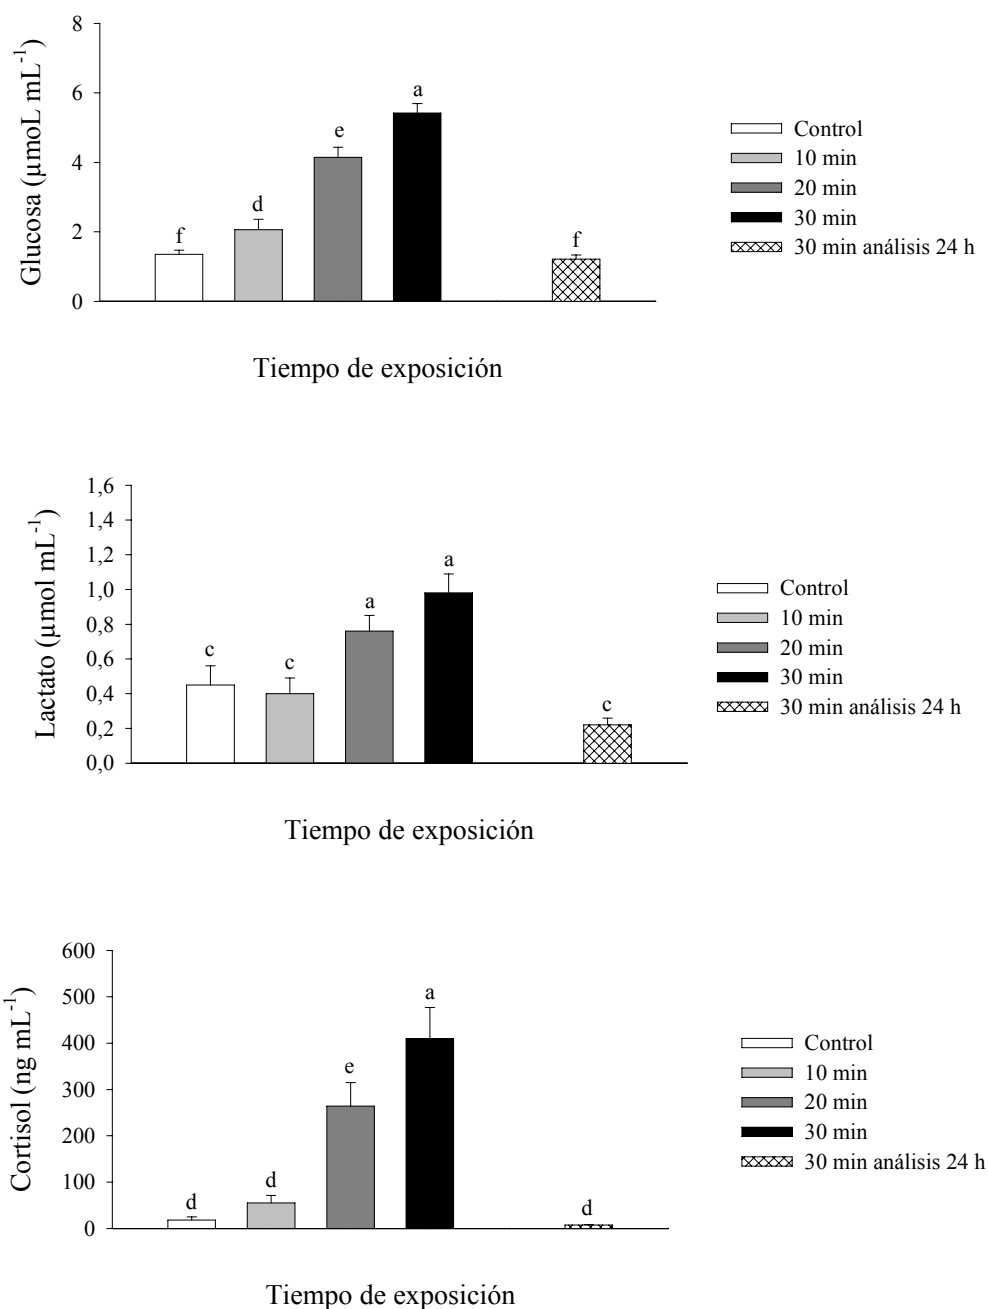 8
6
4
2
0
Glucosa (µmoL mL-1)
f
d
e
a
f
Control
10 min
20 min
30 min
30 min análisis 24 h
Tiempo de exposición
1,6
1,4
1,2
1,0
0,8
0,6
0,4
0,2
0,0
Lactato (µmol mL-1)
c
c
a
a
c
Control
10 min
20 min
30 min
30 min análisis 24 h
Tiempo de exposición
600
500
400
300
200
100
0
Cortisol (ng mL-1)
d
d
e
a
d
Control
10 min
20 min
30 min
30 min análisis 24 h
Tiempo de exposición